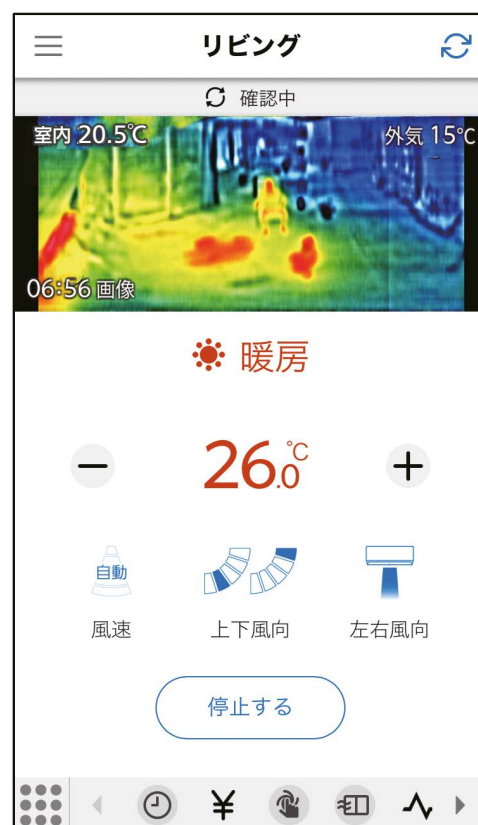 リビング
確認中
室内 20.5℃ 外気 15℃
06:56 画像
暖房
26.0℃
自動
風速 上下風向 左右風向
停止する
¥